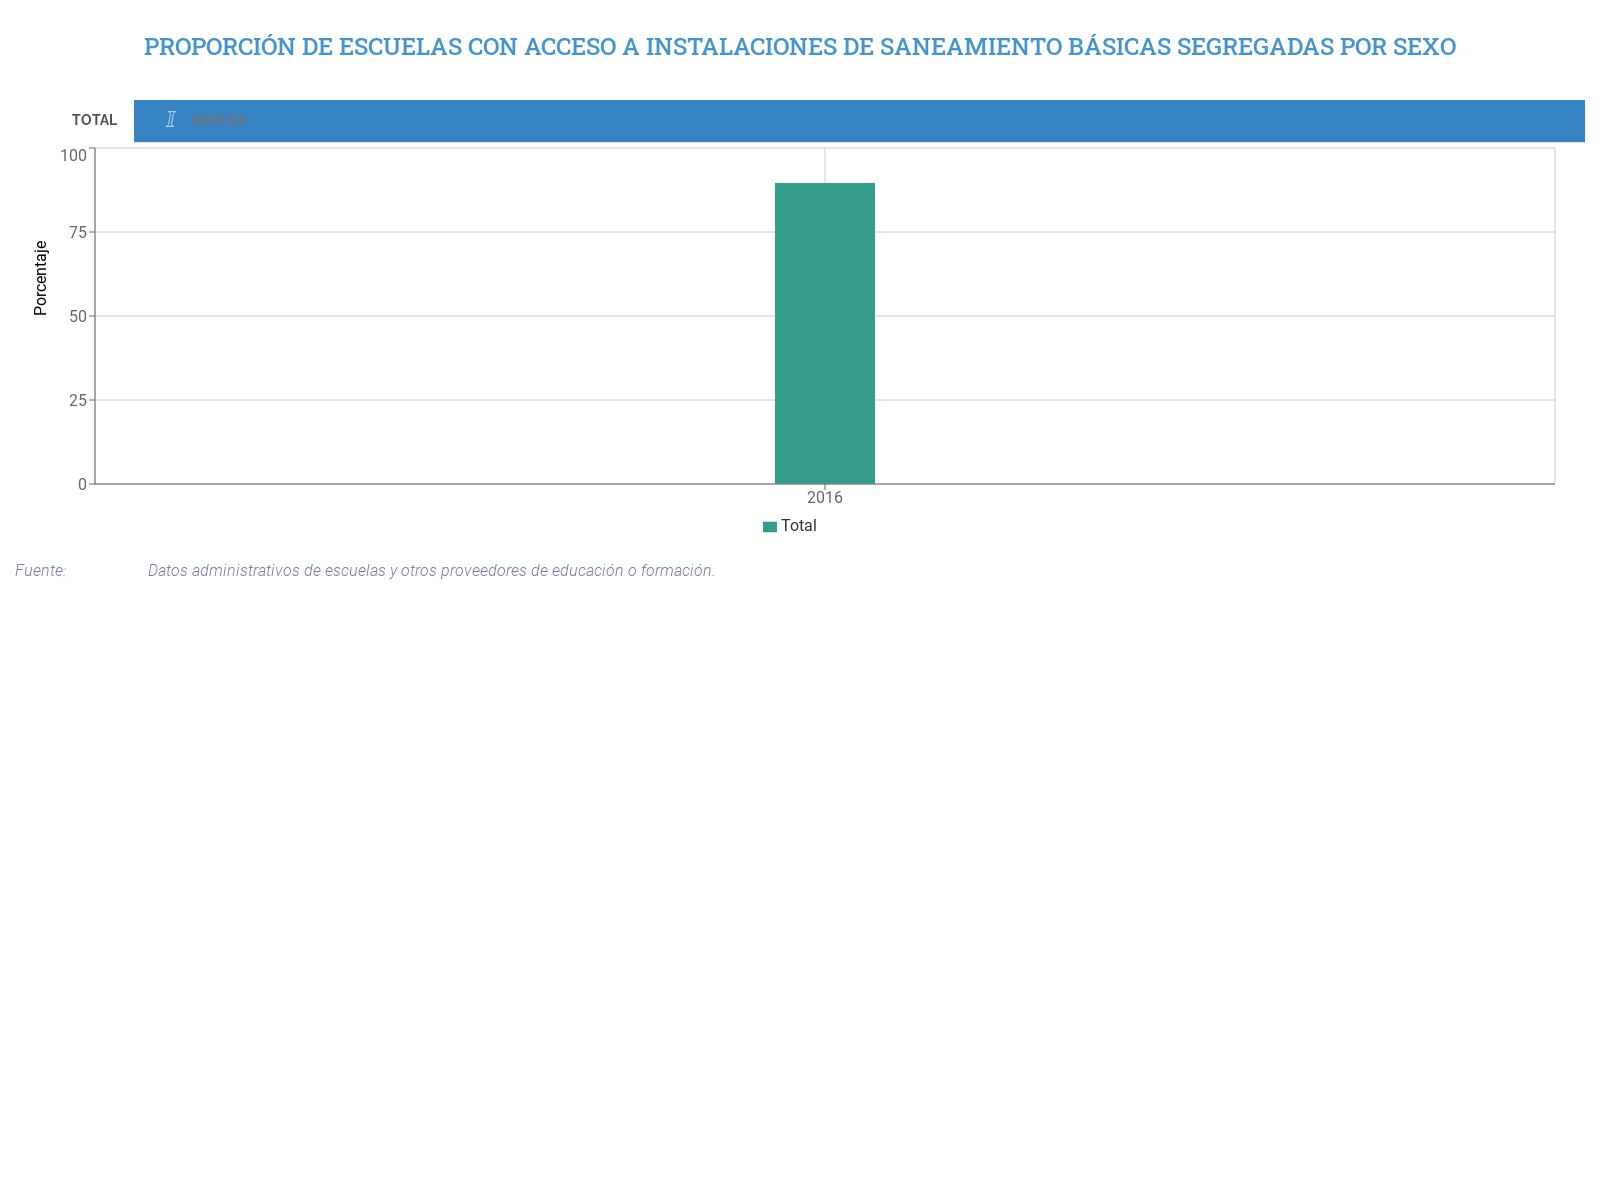 PROPORCIÓN DE ESCUELAS CON ACCESO A INSTALACIONES DE SANEAMIENTO BÁSICAS SEGREGADAS POR SEXO
TOTAL I INDICES
100
75
50
25
0
Porcentaje
2016
Total
Fuente: Datos administrativos de escuelas y otros proveedores de educación o formación.